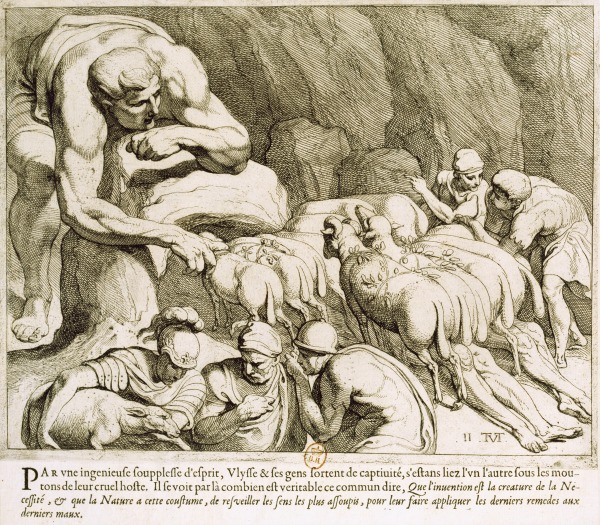 11 TVT
PAR vne ingenieuse soupplesse d'esprit, Vlysse & ses gens sortent de captiuité, s'estans liez l'vn l'autre sous les mou-
tons de leur cruel hoste. Il se voit par là combien est veritable ce commun dire, Que l'inuention est la creature de la Ne-
cessité, & que la Nature a cette coustume, de resveiller les sens les plus assoupis, pour leur faire appliquer les derniers remedes aux
derniers maux.